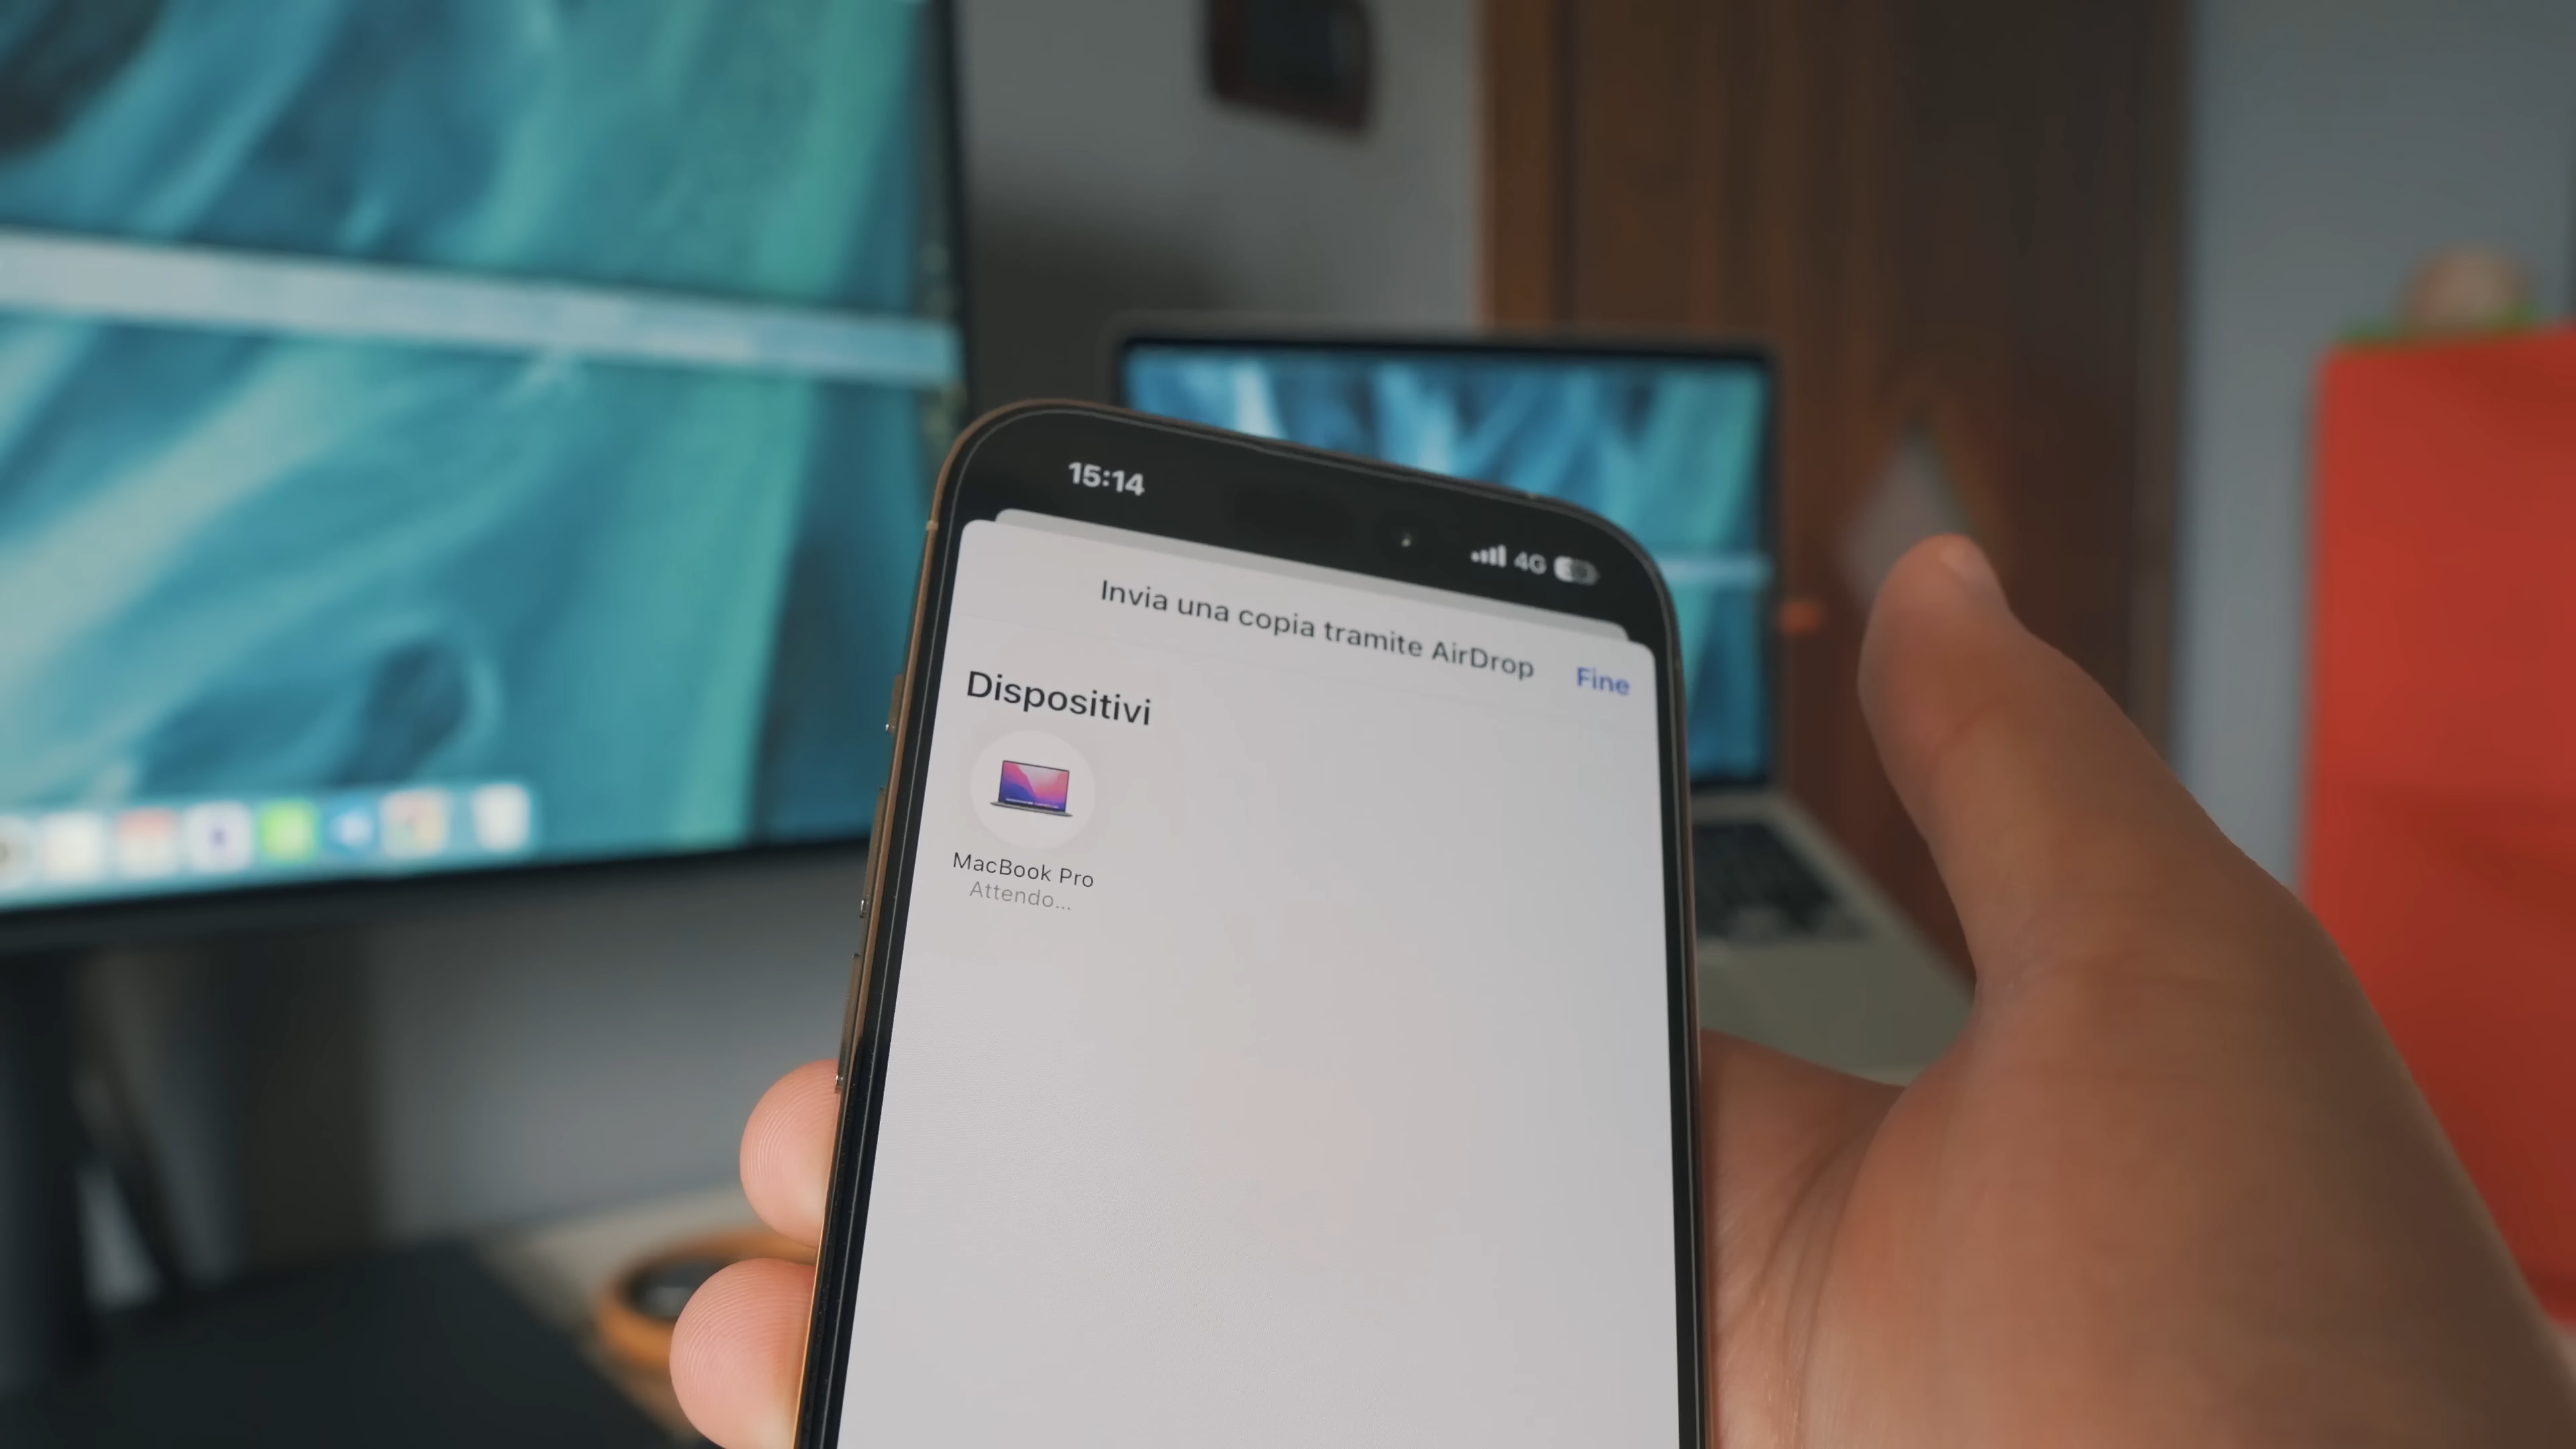 15:14
4G
Invia una copia tramite AirDrop
Fine
Dispositivi
MacBook Pro
Attendo...